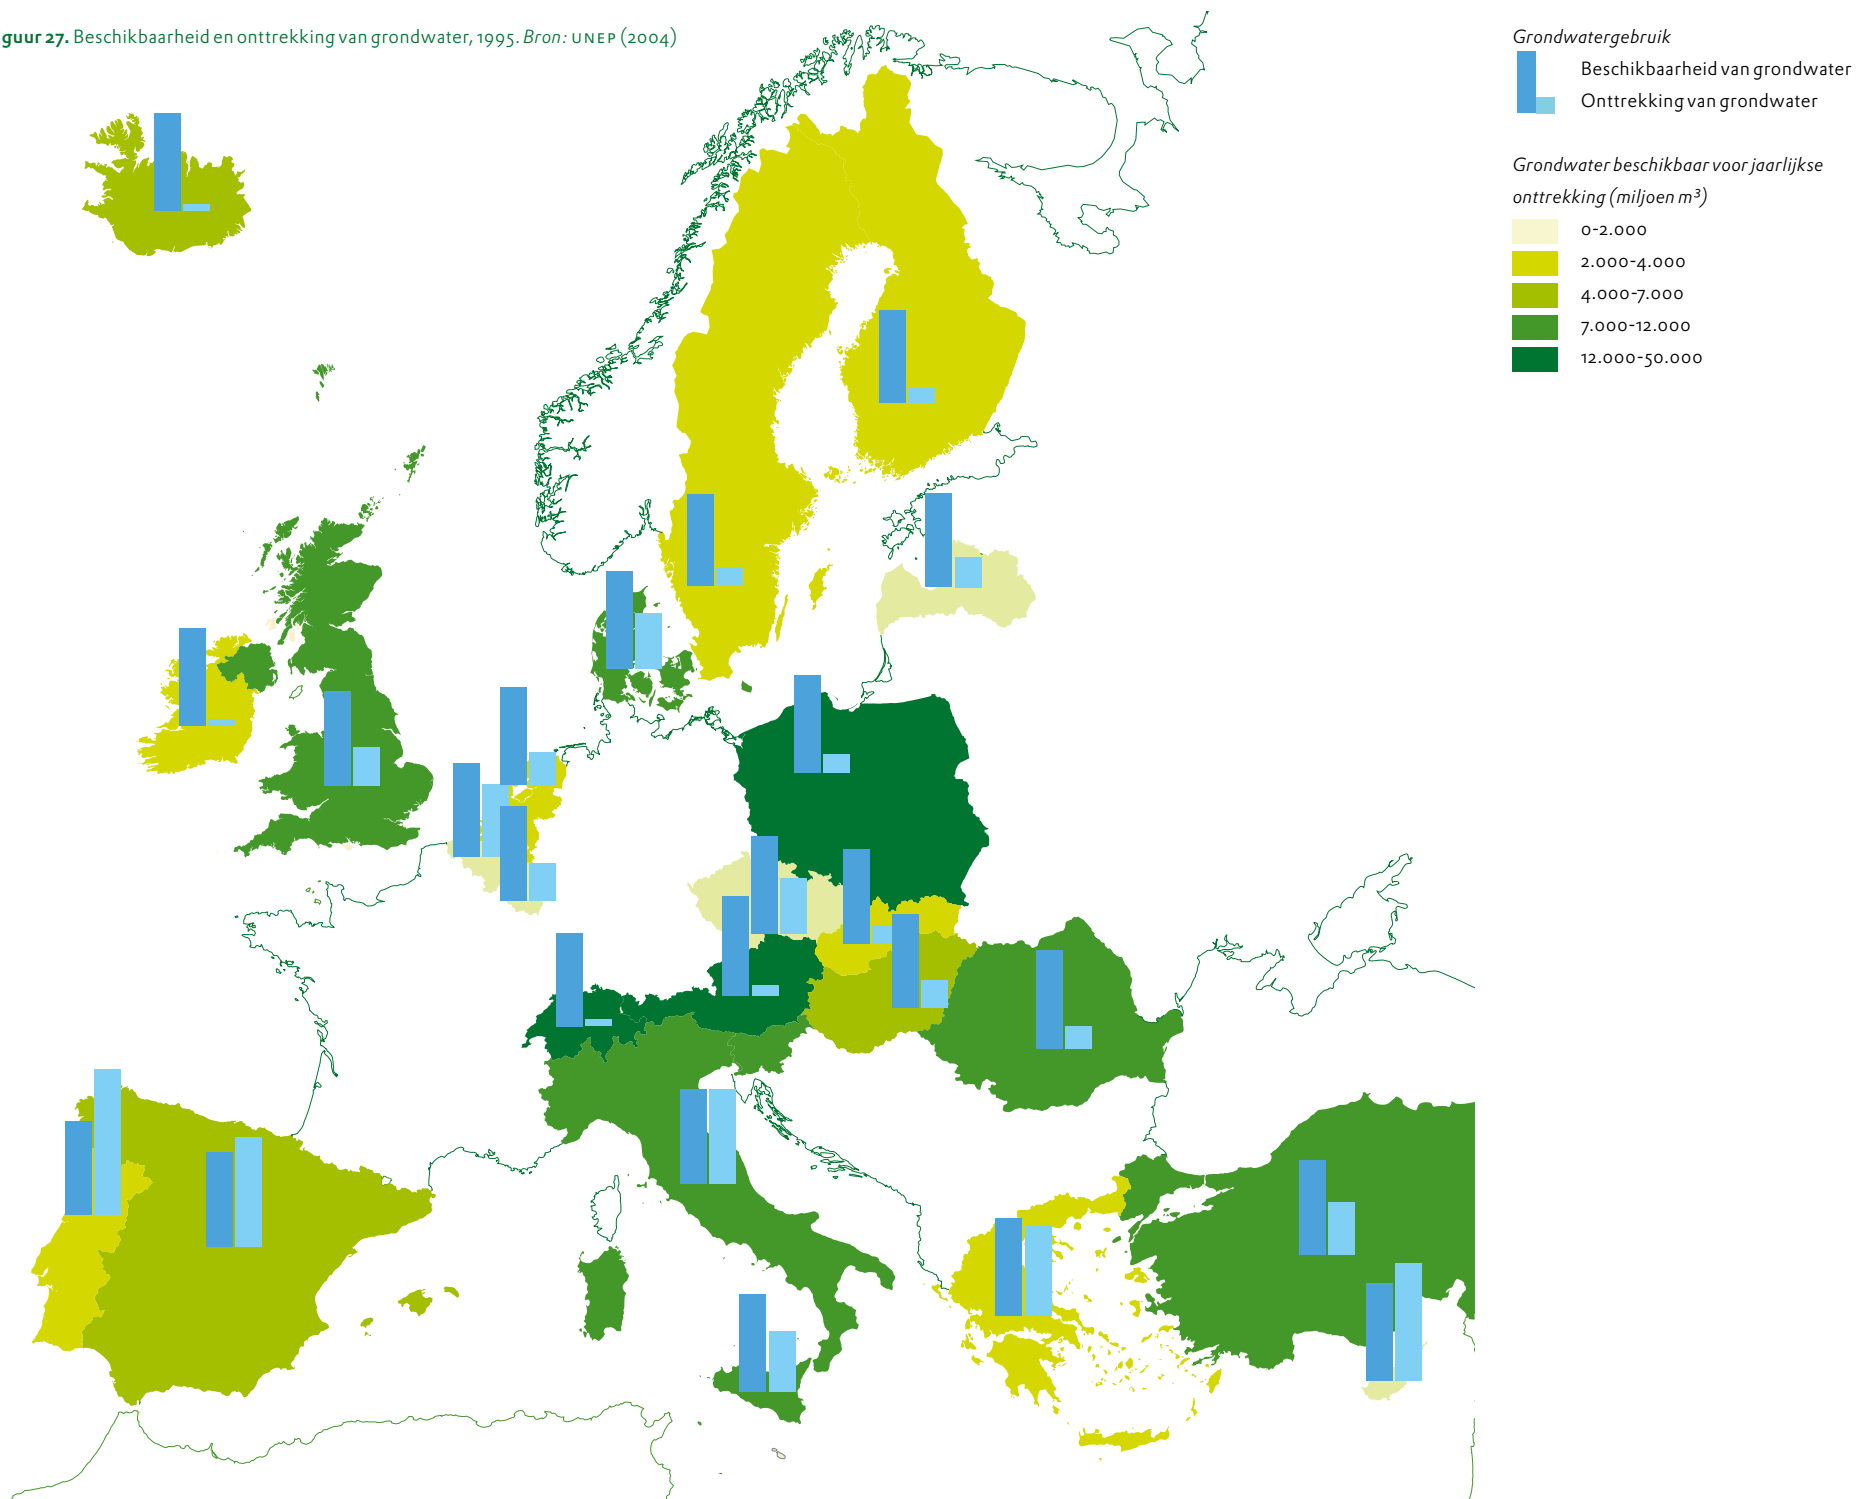 guur 27. Beschikbaarheid en onttrekking van grondwater, 1995. Bron: UNEP (2004)
Grondwatergebruik
Beschikbaarheid van grondwater
Onttrekking van grondwater
Grondwater beschikbaar voor jaarlijkse
onttrekking (miljoen m³)
0-2.000
2.000-4.000
4.000-7.000
7.000-12.000
12.000-50.000